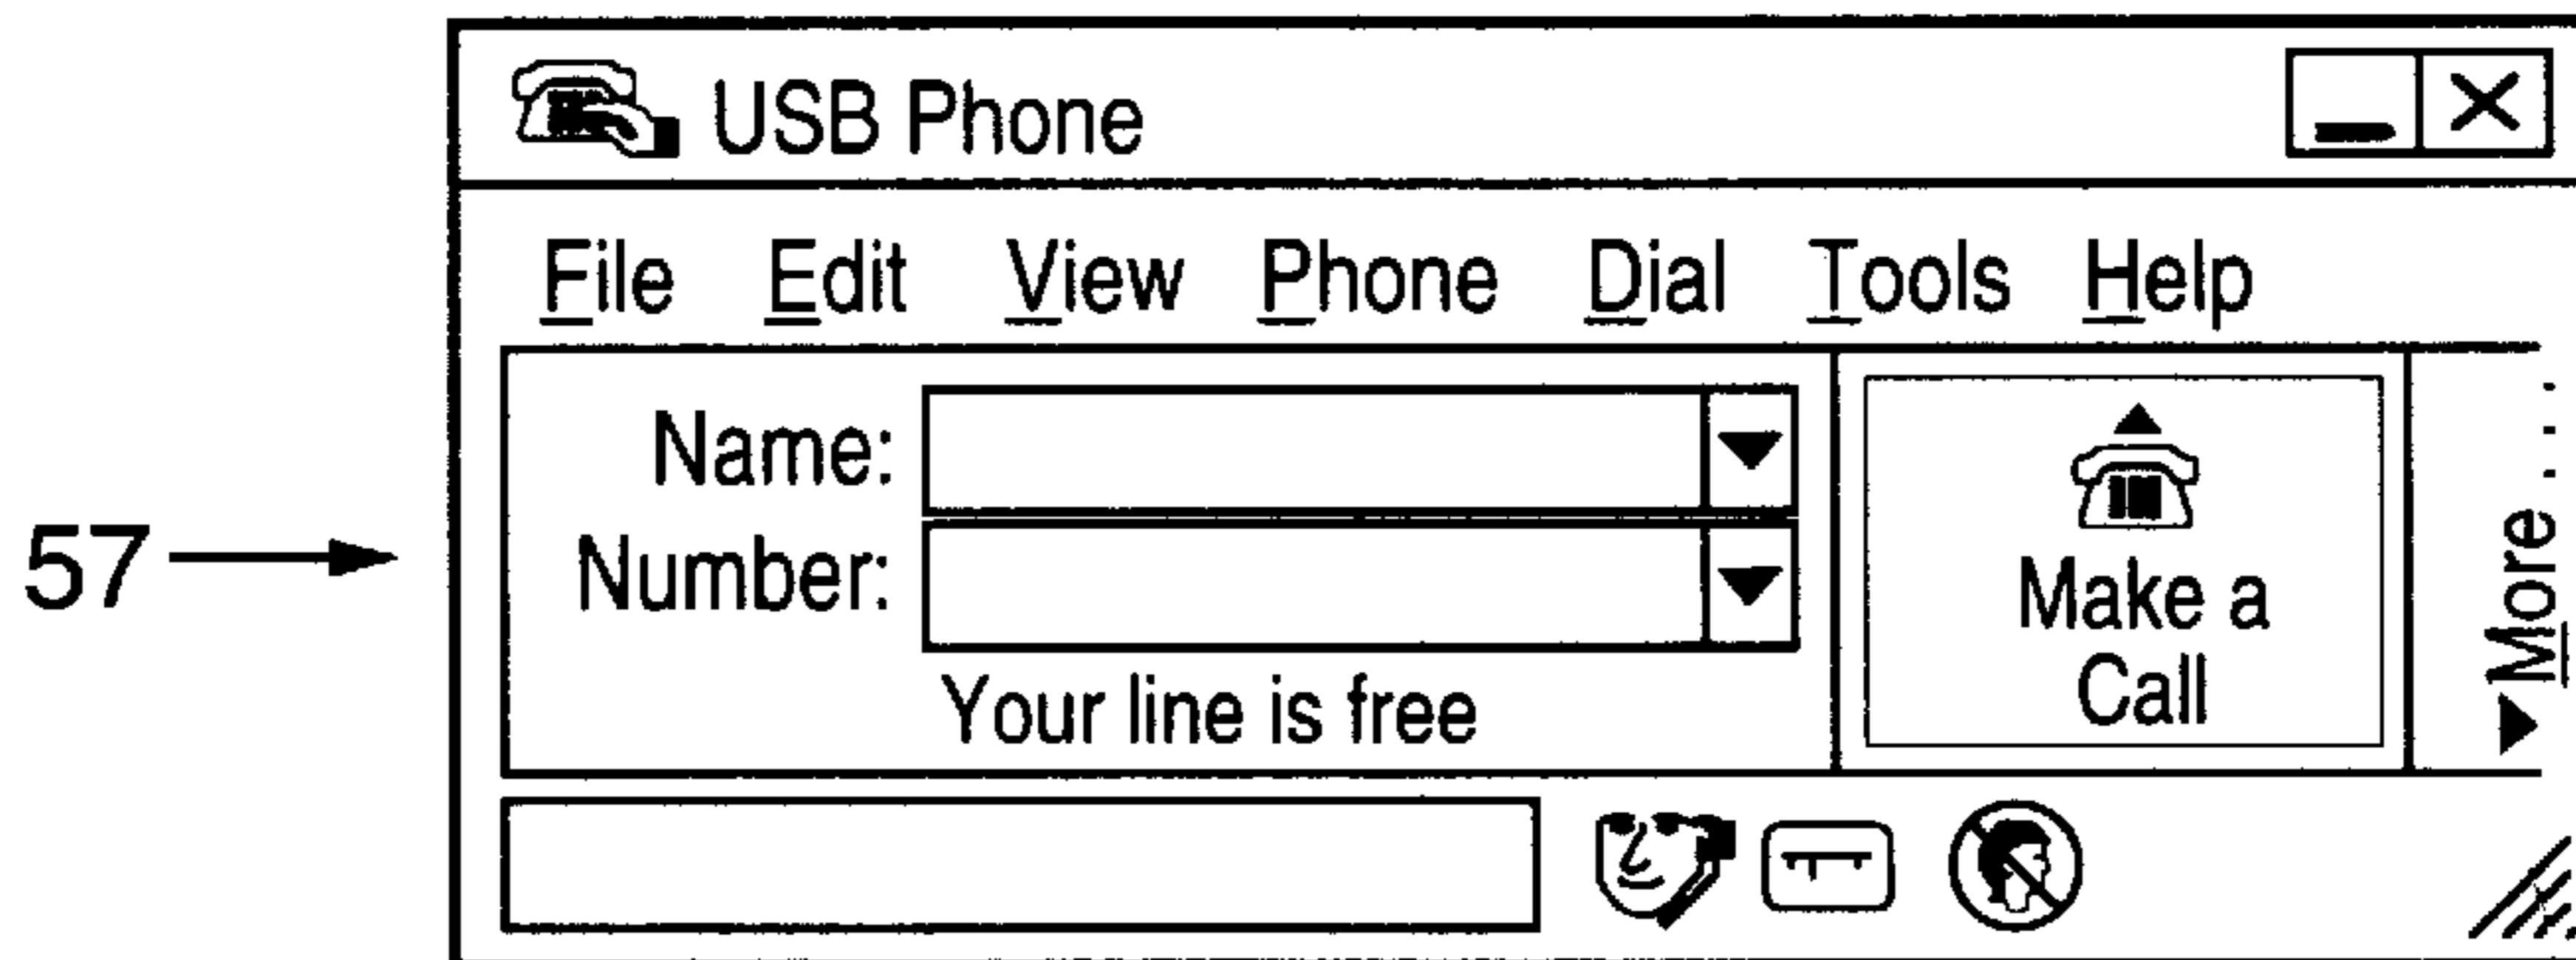 USB Phone
File Edit View Phone Dial Tools Help
Name:
Number:
Your line is free
Make a
Call
More ...
57